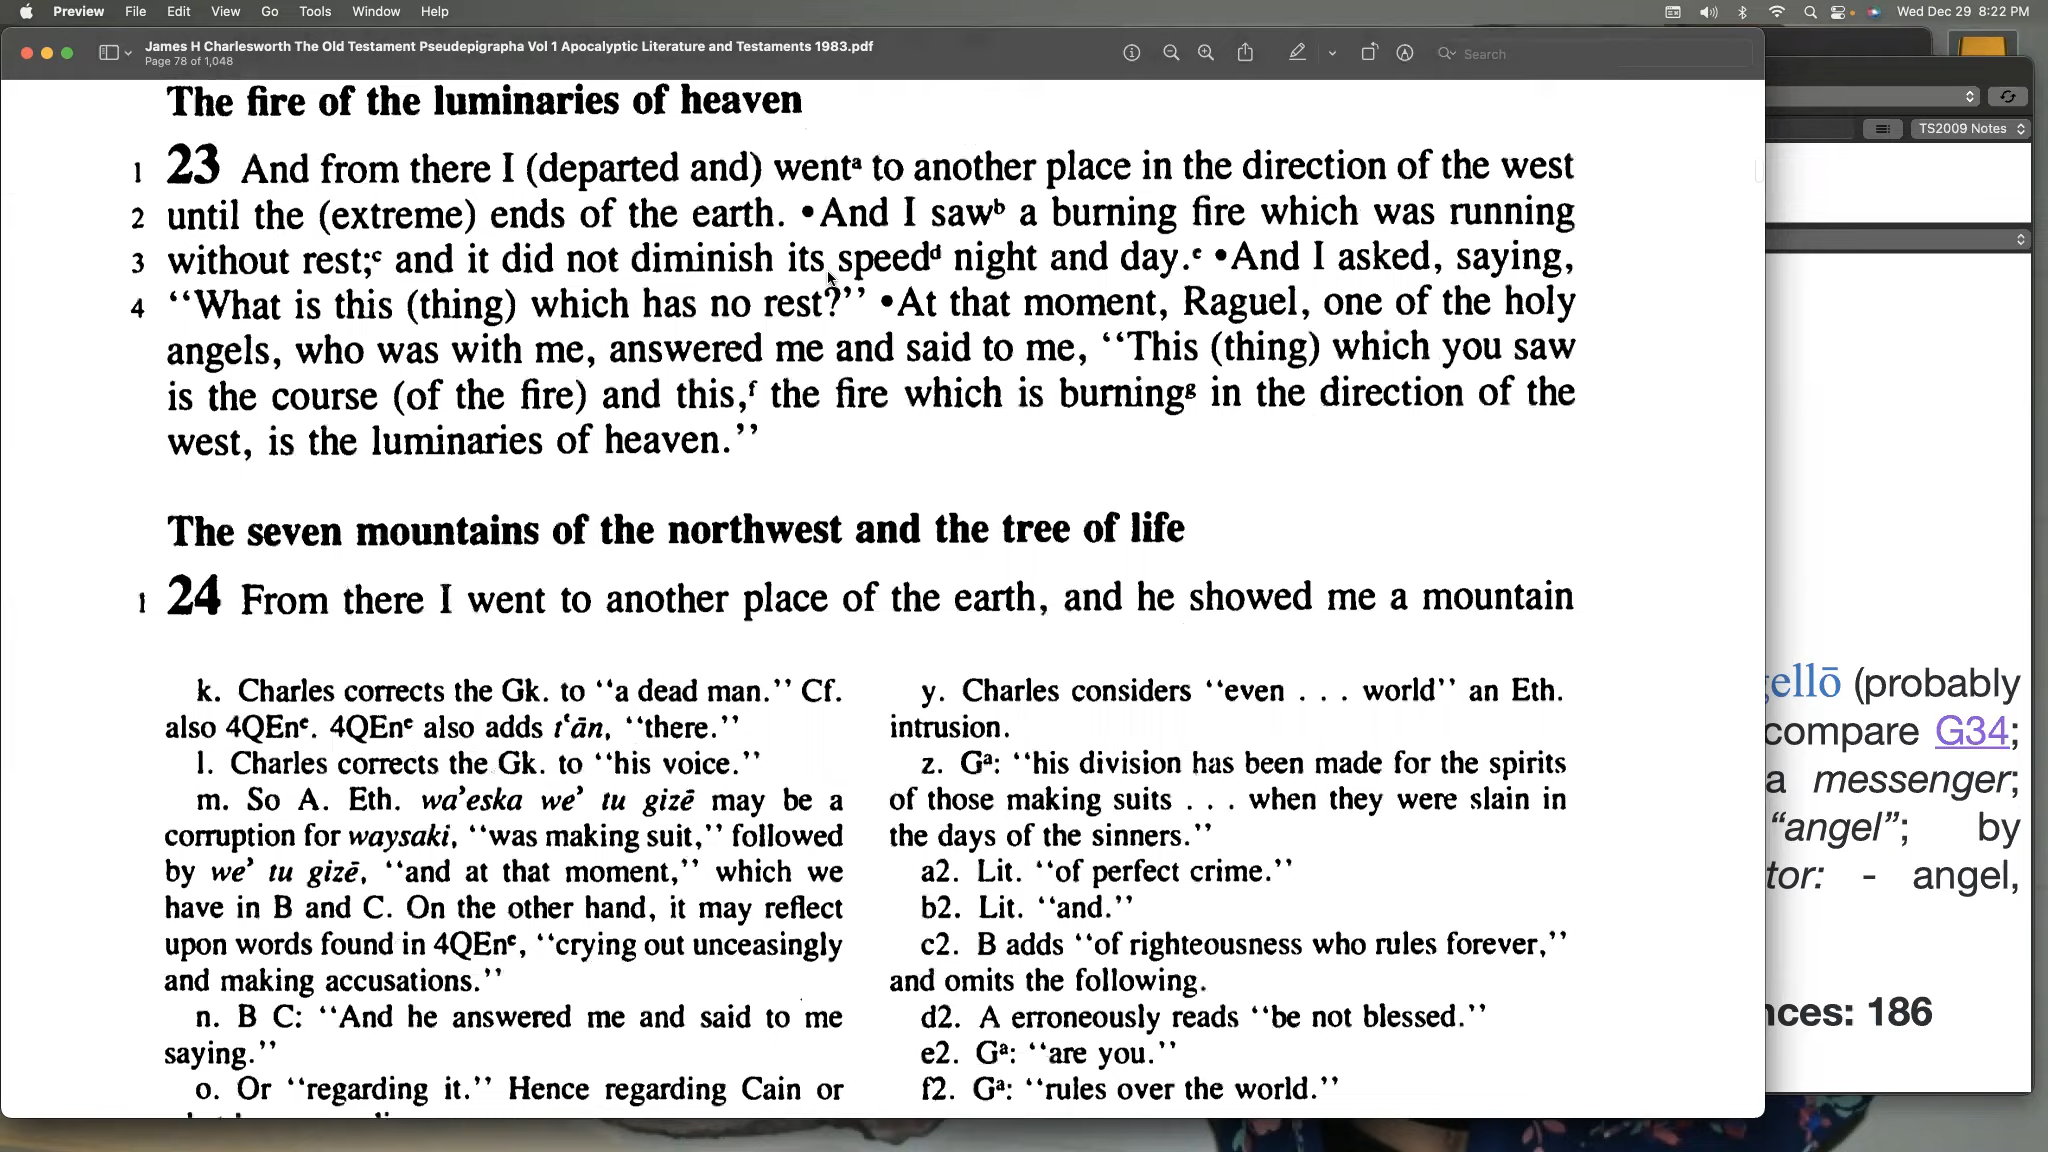 Preview File Edit View Go Tools Window Help Wed Dec 29 8:22 PM
James H Charlesworth The Old Testament Pseudepigrapha Vol 1 Apocalyptic Literature and Testaments 1983.pdf
Page 78 of 1,048
Search
TS2009 Notes
The fire of the luminaries of heaven
1 23 And from there I (departed and) wentᵃ to another place in the direction of the west
2 until the (extreme) ends of the earth. •And I sawᵇ a burning fire which was running
3 without rest;ᶜ and it did not diminish its speedᵈ night and day.ᵉ •And I asked, saying,
4 ‘‘What is this (thing) which has no rest?’’ •At that moment, Raguel, one of the holy
angels, who was with me, answered me and said to me, ‘‘This (thing) which you saw
is the course (of the fire) and this,ᶠ the fire which is burningᵍ in the direction of the
west, is the luminaries of heaven.’’
The seven mountains of the northwest and the tree of life
1 24 From there I went to another place of the earth, and he showed me a mountain
k. Charles corrects the Gk. to ‘‘a dead man.’’ Cf.
also 4QEnᵉ. 4QEnᵉ also adds tʿān, ‘‘there.’’
l. Charles corrects the Gk. to ‘‘his voice.’’
m. So A. Eth. wa’eska we’ tu gizē may be a
corruption for waysaki, ‘‘was making suit,’’ followed
by we’ tu gizē, ‘‘and at that moment,’’ which we
have in B and C. On the other hand, it may reflect
upon words found in 4QEnᵉ, ‘‘crying out unceasingly
and making accusations.’’
n. B C: ‘‘And he answered me and said to me
saying.’’
o. Or ‘‘regarding it.’’ Hence regarding Cain or
y. Charles considers ‘‘even . . . world’’ an Eth.
intrusion.
z. Gᵃ: ‘‘his division has been made for the spirits
of those making suits . . . when they were slain in
the days of the sinners.’’
a2. Lit. ‘‘of perfect crime.’’
b2. Lit. ‘‘and.’’
c2. B adds ‘‘of righteousness who rules forever,’’
and omits the following.
d2. A erroneously reads ‘‘be not blessed.’’
e2. Gᵃ: ‘‘are you.’’
f2. Gᵃ: ‘‘rules over the world.’’
gellō (probably
compare G34;
a messenger;
“angel”; by
tor: - angel,
nces: 186